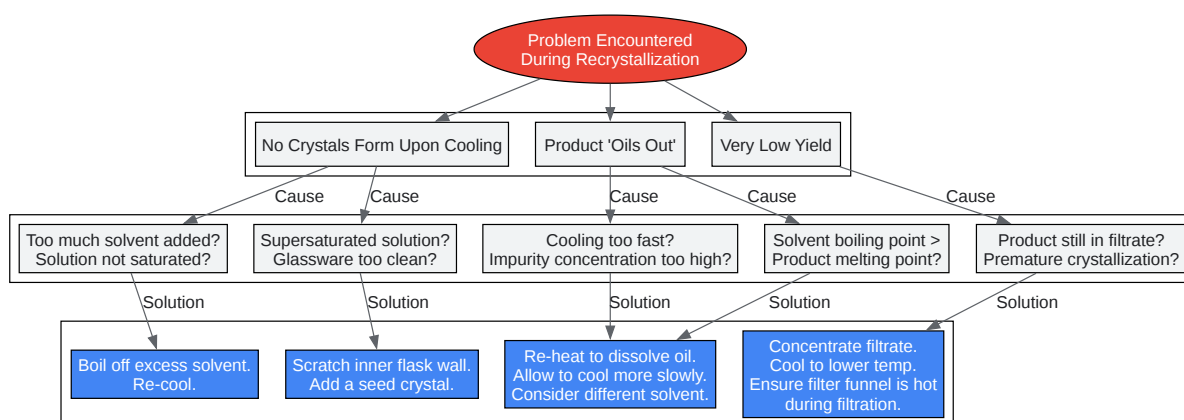 Problem Encountered
During Recrystallization
No Crystals Form Upon Cooling
Product 'Oils Out'
Very Low Yield
Cause
Cause
Cause
Cause
Cause
Too much solvent added?
Solution not saturated?
Supersaturated solution?
Glassware too clean?
Cooling too fast?
Impurity concentration too high?
Solvent boiling point >
Product melting point?
Product still in filtrate?
Premature crystallization?
Solution
Solution
Solution
Solution
Solution
Boil off excess solvent.
Re-cool.
Scratch inner flask wall.
Add a seed crystal.
Re-heat to dissolve oil.
Allow to cool more slowly.
Consider different solvent.
Concentrate filtrate.
Cool to lower temp.
Ensure filter funnel is hot
during filtration.